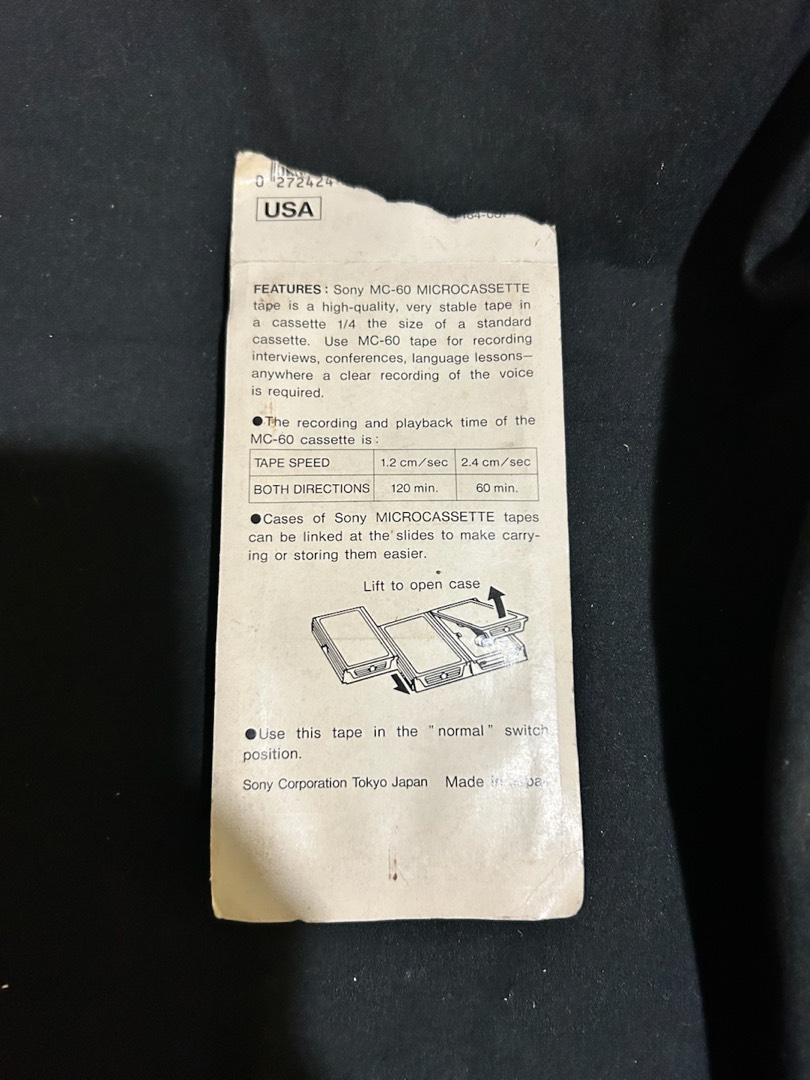 0 272424
USA
FEATURES: Sony MC-60 MICROCASSETTE
tape is a high-quality, very stable tape in
a cassette 1/4 the size of a standard
cassette. Use MC-60 tape for recording
interviews, conferences, language lessons—
anywhere a clear recording of the voice
is required.
●The recording and playback time of the
MC-60 cassette is:
TAPE SPEED 1.2 cm/sec 2.4 cm/sec
BOTH DIRECTIONS 120 min. 60 min.
●Cases of Sony MICROCASSETTE tapes
can be linked at the slides to make carry-
ing or storing them easier.
Lift to open case
●Use this tape in the "normal" switch
position.
Sony Corporation Tokyo Japan Made in